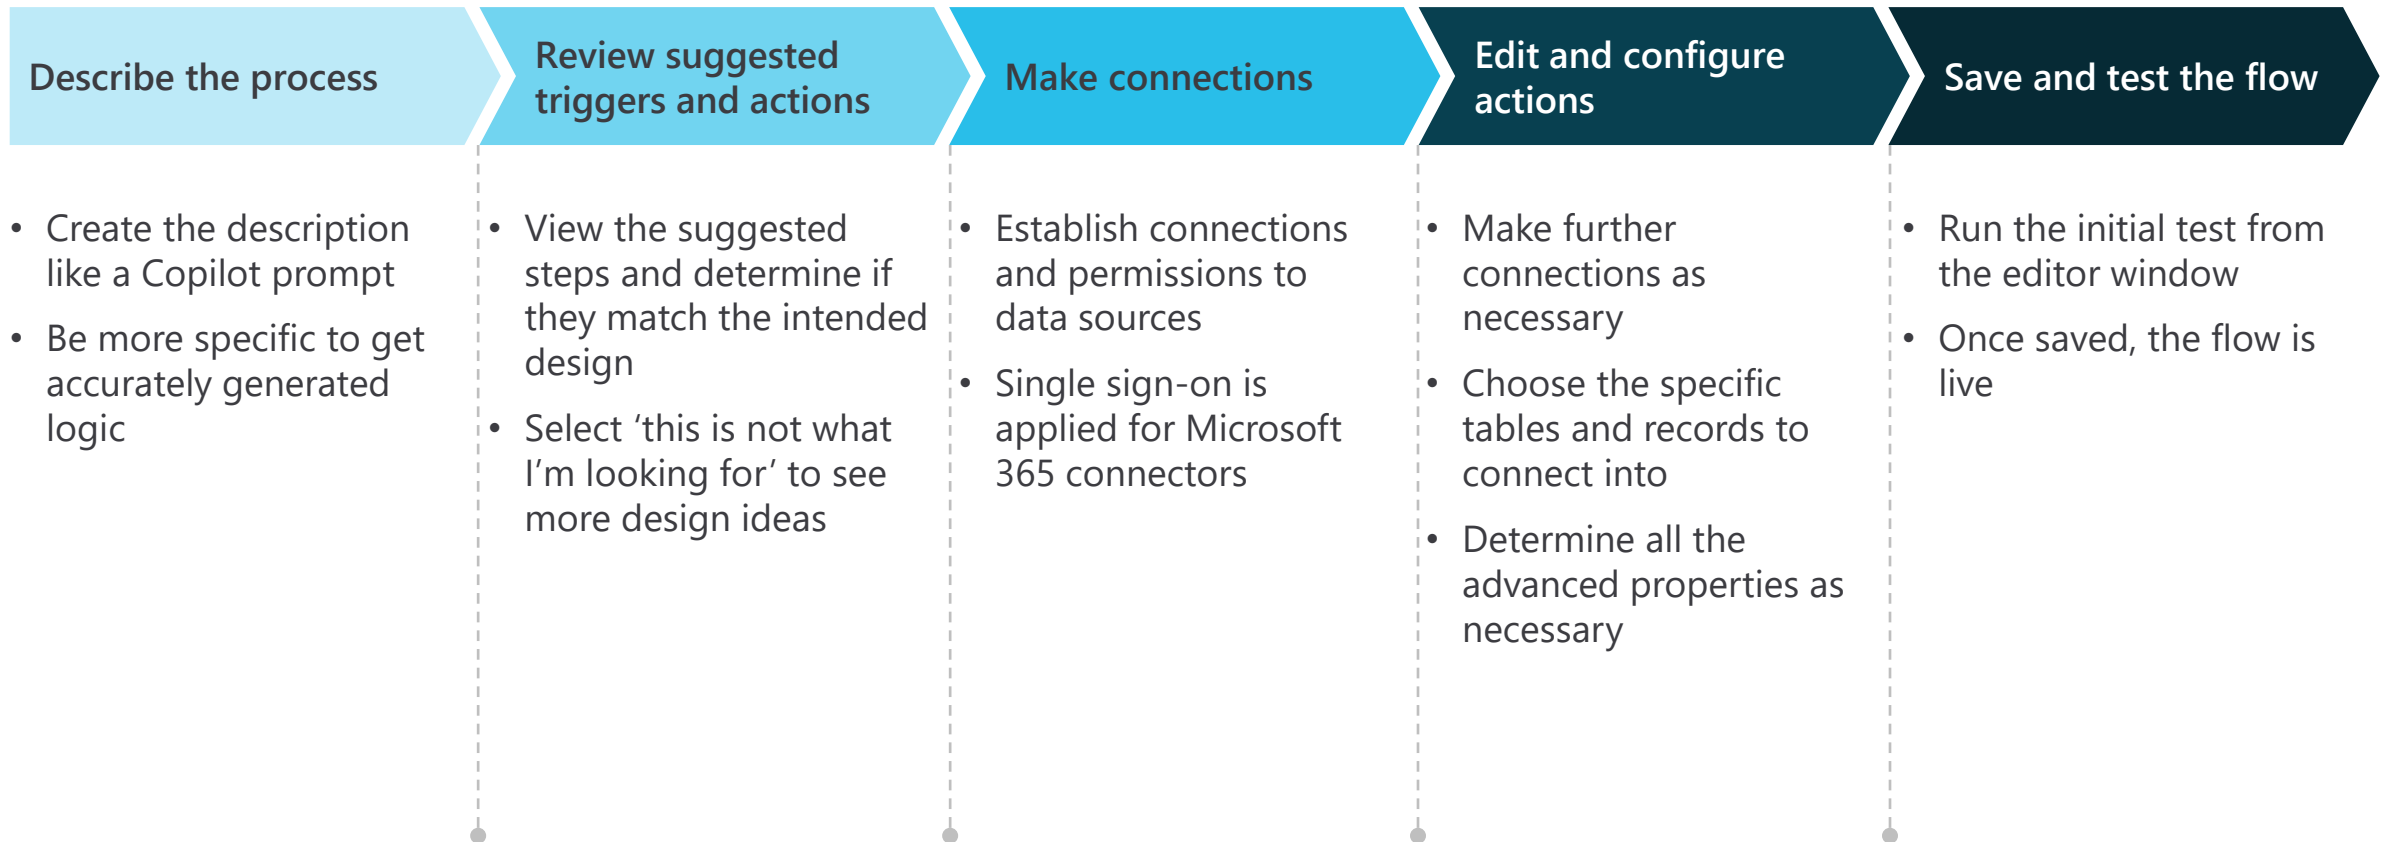 Describe the process
Review suggested
triggers and actions
Make connections
Edit and configure
actions
Save and test the flow
• Create the description
like a Copilot prompt
• Be more specific to get
accurately generated
logic
• View the suggested
steps and determine if
they match the intended
design
• Select ‘this is not what
I’m looking for’ to see
more design ideas
• Establish connections
and permissions to
data sources
• Single sign-on is
applied for Microsoft
365 connectors
• Make further
connections as
necessary
• Choose the specific
tables and records to
connect into
• Determine all the
advanced properties as
necessary
• Run the initial test from
the editor window
• Once saved, the flow is
live